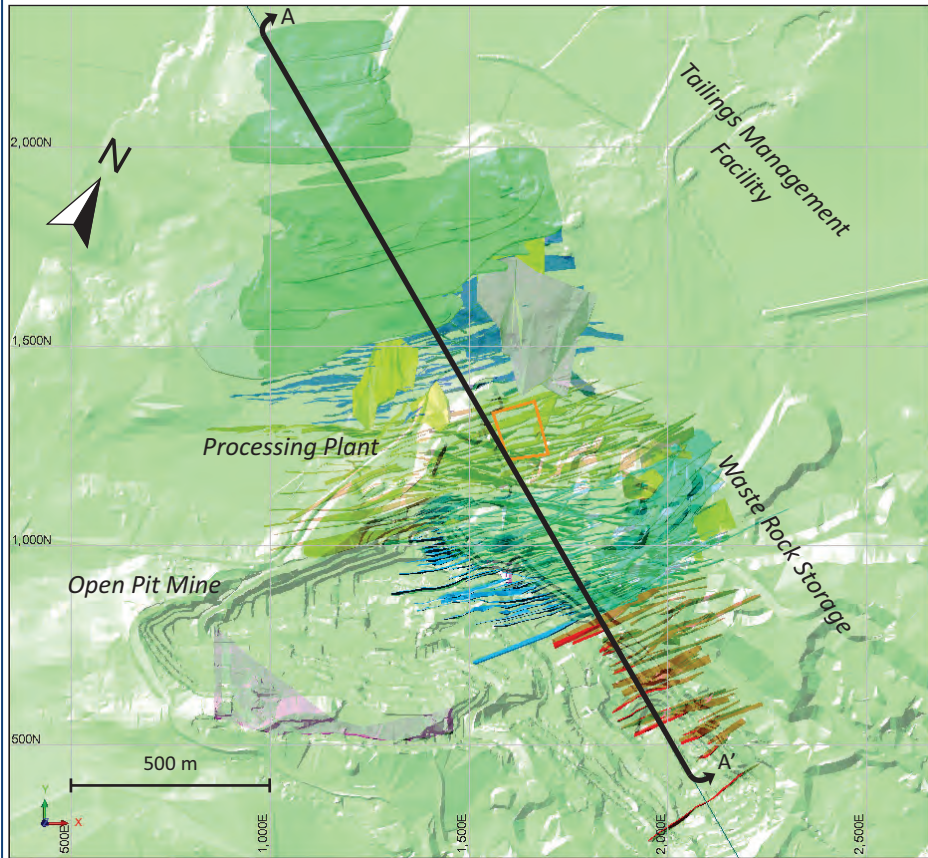 A
Tailings Management
Facility
2,000N
N
1,500N
Processing Plant
Waste Rock Storage
1,000N
Open Pit Mine
500N
500 m
A'
Y
X
500E
1,000E
1,500E
2,000E
2,500E